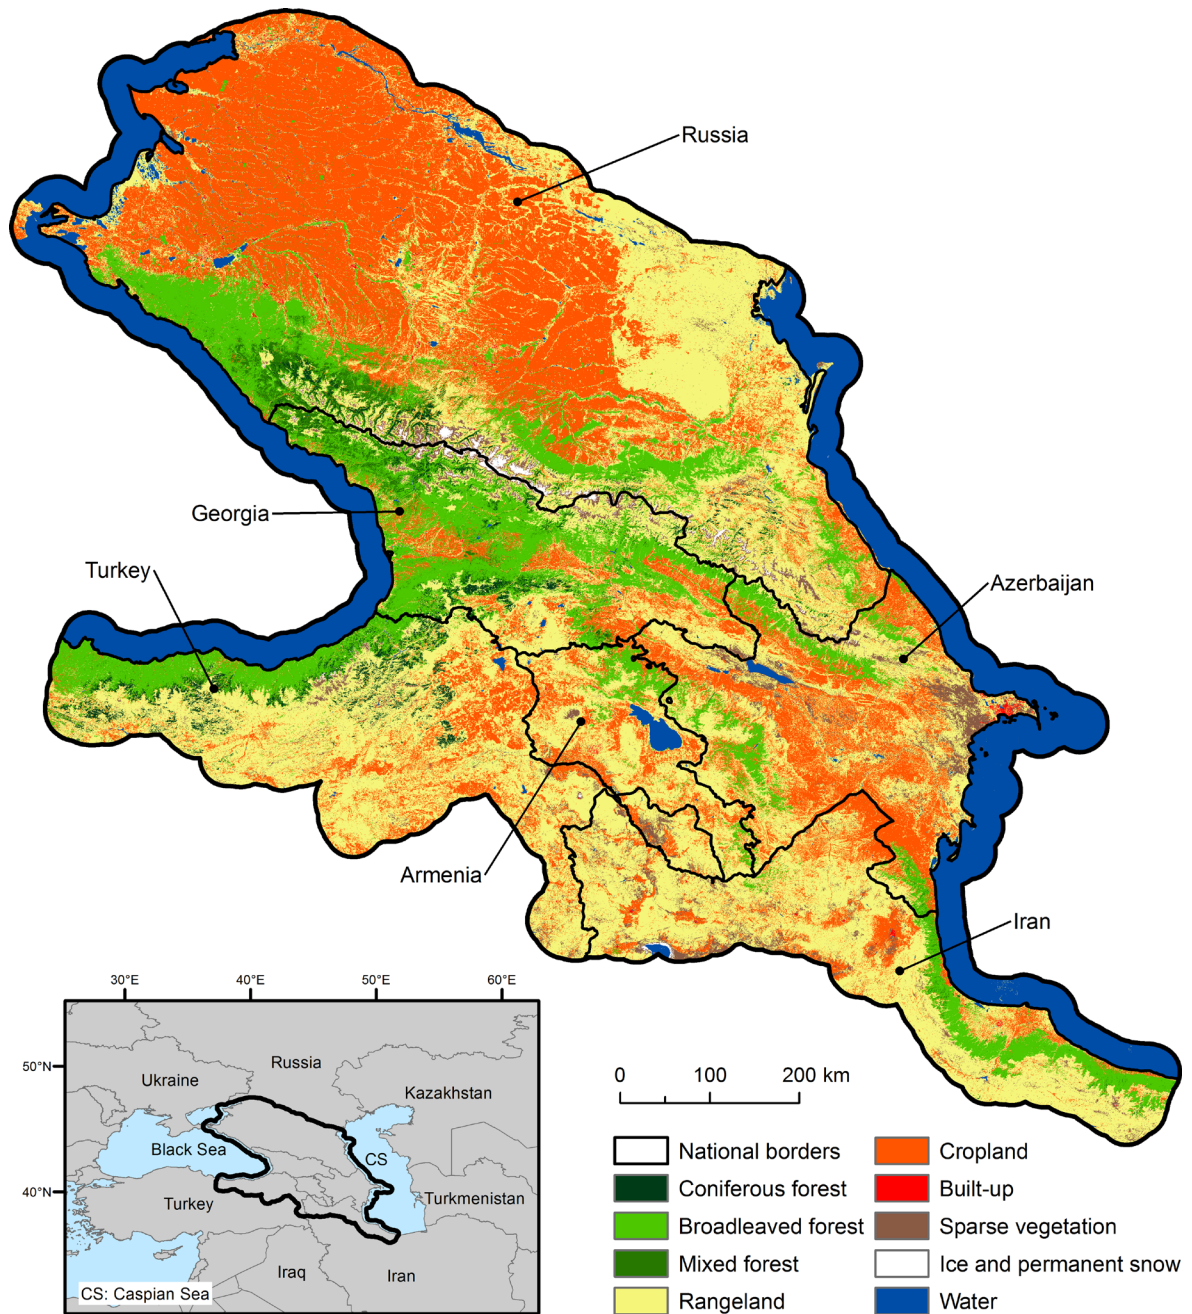 Russia
Georgia
Turkey
Azerbaijan
Armenia
Iran
30°E 40°E 50°E 60°E
50°N
40°N
Russia
Ukraine
Kazakhstan
Black Sea
CS
Turkey
Turkmenistan
Iraq
Iran
CS: Caspian Sea
0 100 200 km
National borders
Coniferous forest
Broadleaved forest
Mixed forest
Rangeland
Cropland
Built-up
Sparse vegetation
Ice and permanent snow
Water